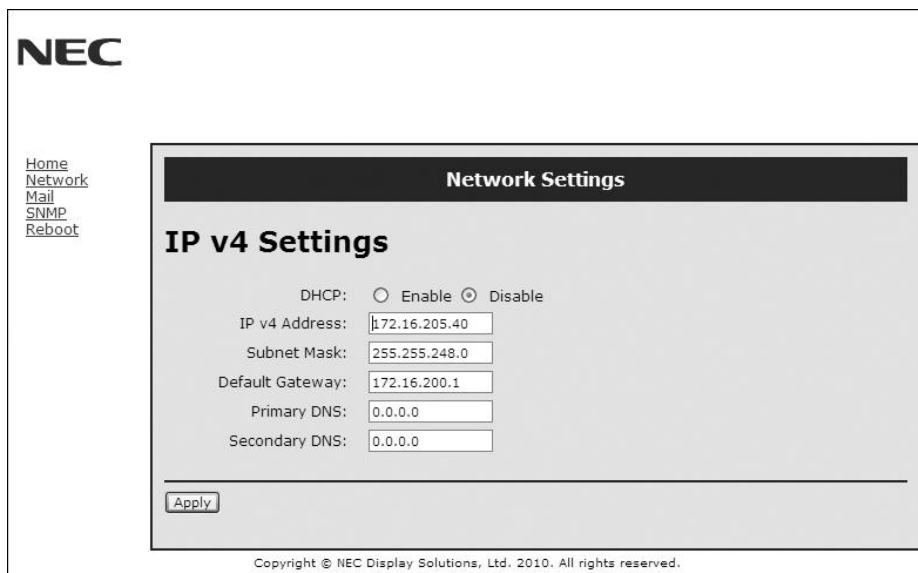 NEC
Home
Network
Mail
SNMP
Reboot
Network Settings
IP v4 Settings
DHCP: Enable Disable
IP v4 Address: 172.16.205.40
Subnet Mask: 255.255.248.0
Default Gateway: 172.16.200.1
Primary DNS: 0.0.0.0
Secondary DNS: 0.0.0.0
Apply
Copyright © NEC Display Solutions, Ltd. 2010. All rights reserved.